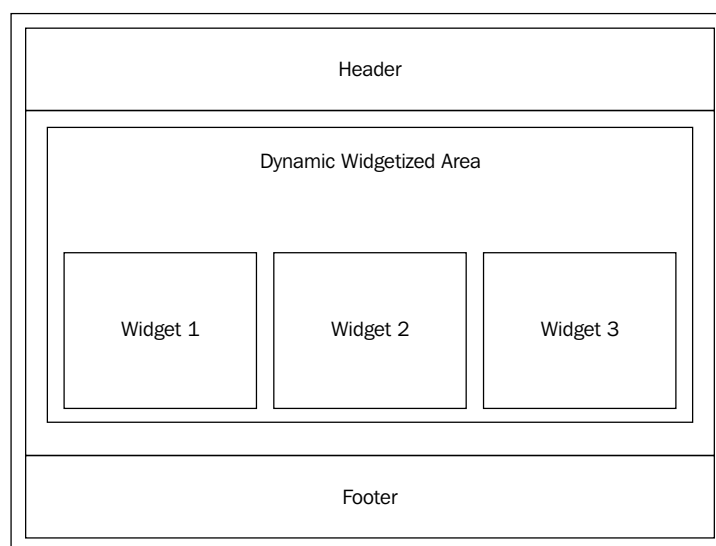 Header
Dynamic Widgetized Area
Widget 1
Widget 2
Widget 3
Footer